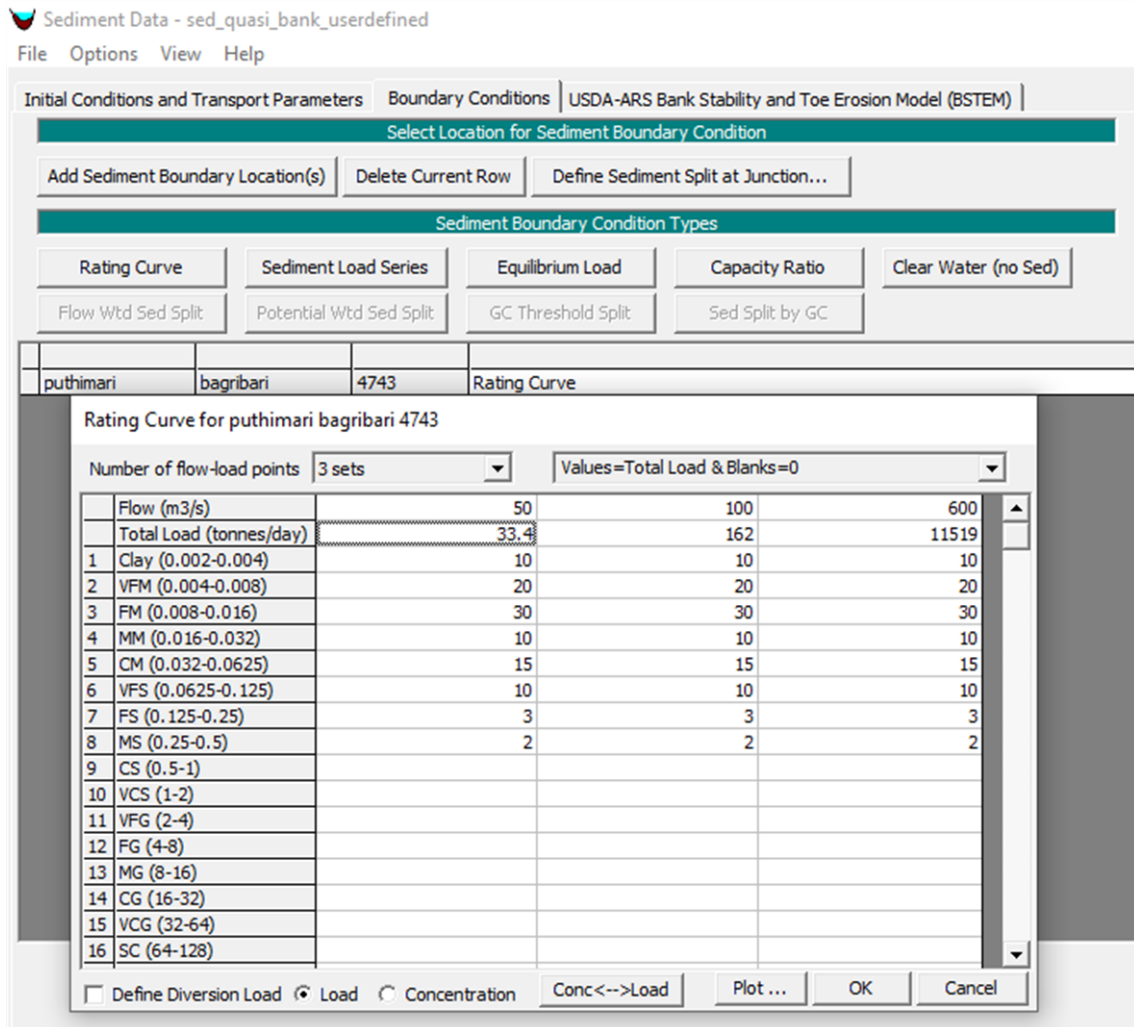 Sediment Data - sed_quasi_bank_userdefined
File Options View Help
Initial Conditions and Transport Parameters Boundary Conditions USDA-ARS Bank Stability and Toe Erosion Model (BSTEM)
Select Location for Sediment Boundary Condition
Add Sediment Boundary Location(s) Delete Current Row Define Sediment Split at Junction...
Sediment Boundary Condition Types
Rating Curve Sediment Load Series Equilibrium Load Capacity Ratio Clear Water (no Sed)
Flow Wtd Sed Split Potential Wtd Sed Split GC Threshold Split Sed Split by GC
puthimari bagribari 4743 Rating Curve
Rating Curve for puthimari bagribari 4743
Number of flow-load points 3 sets Values=Total Load & Blanks=0
Flow (m3/s) 50 100 600
Total Load (tonnes/day) 33.4 162 11519
1 Clay (0.002-0.004) 10 10 10
2 VFM (0.004-0.008) 20 20 20
3 FM (0.008-0.016) 30 30 30
4 MM (0.016-0.032) 10 10 10
5 CM (0.032-0.0625) 15 15 15
6 VFS (0.0625-0.125) 10 10 10
7 FS (0.125-0.25) 3 3 3
8 MS (0.25-0.5) 2 2 2
9 CS (0.5-1)
10 VCS (1-2)
11 VFG (2-4)
12 FG (4-8)
13 MG (8-16)
14 CG (16-32)
15 VCG (32-64)
16 SC (64-128)
Define Diversion Load Load Concentration Conc<-->Load Plot ... OK Cancel